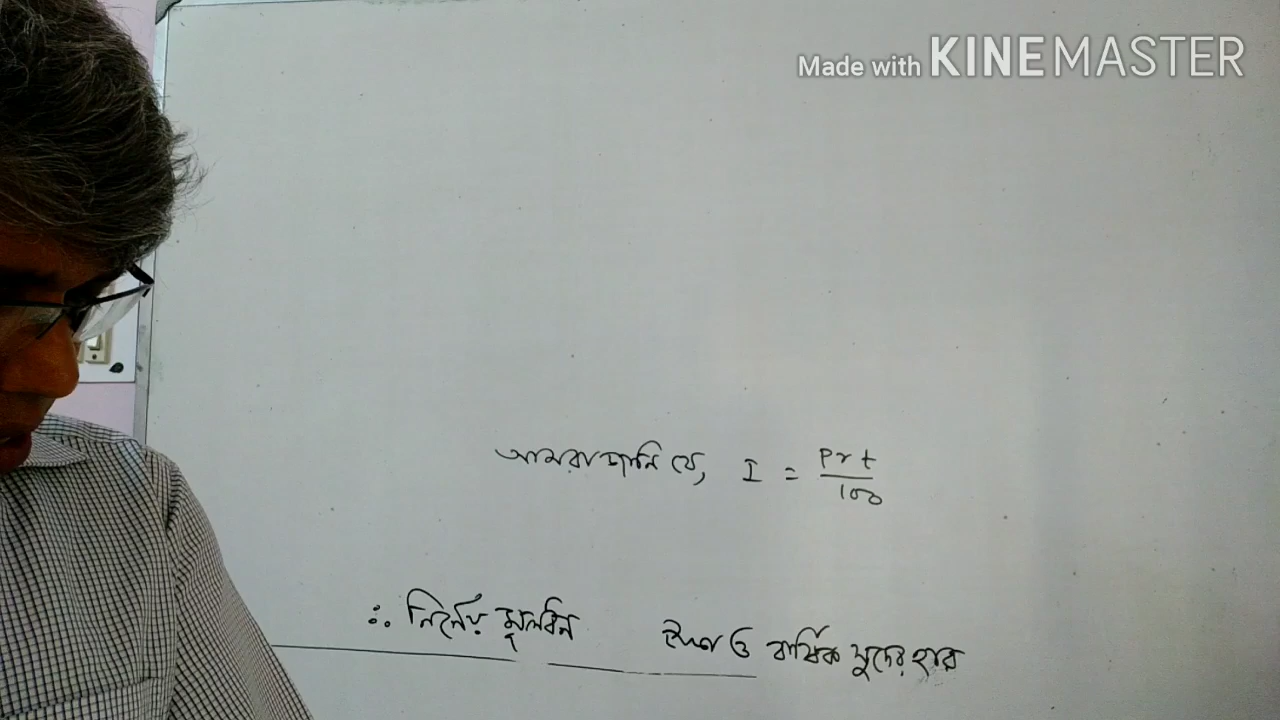 Made with KINEMASTER
আমরা জানি যে, I = Prt/100
∴ নির্ণেয় মূলধন টাকা ও বার্ষিক সুদের হার